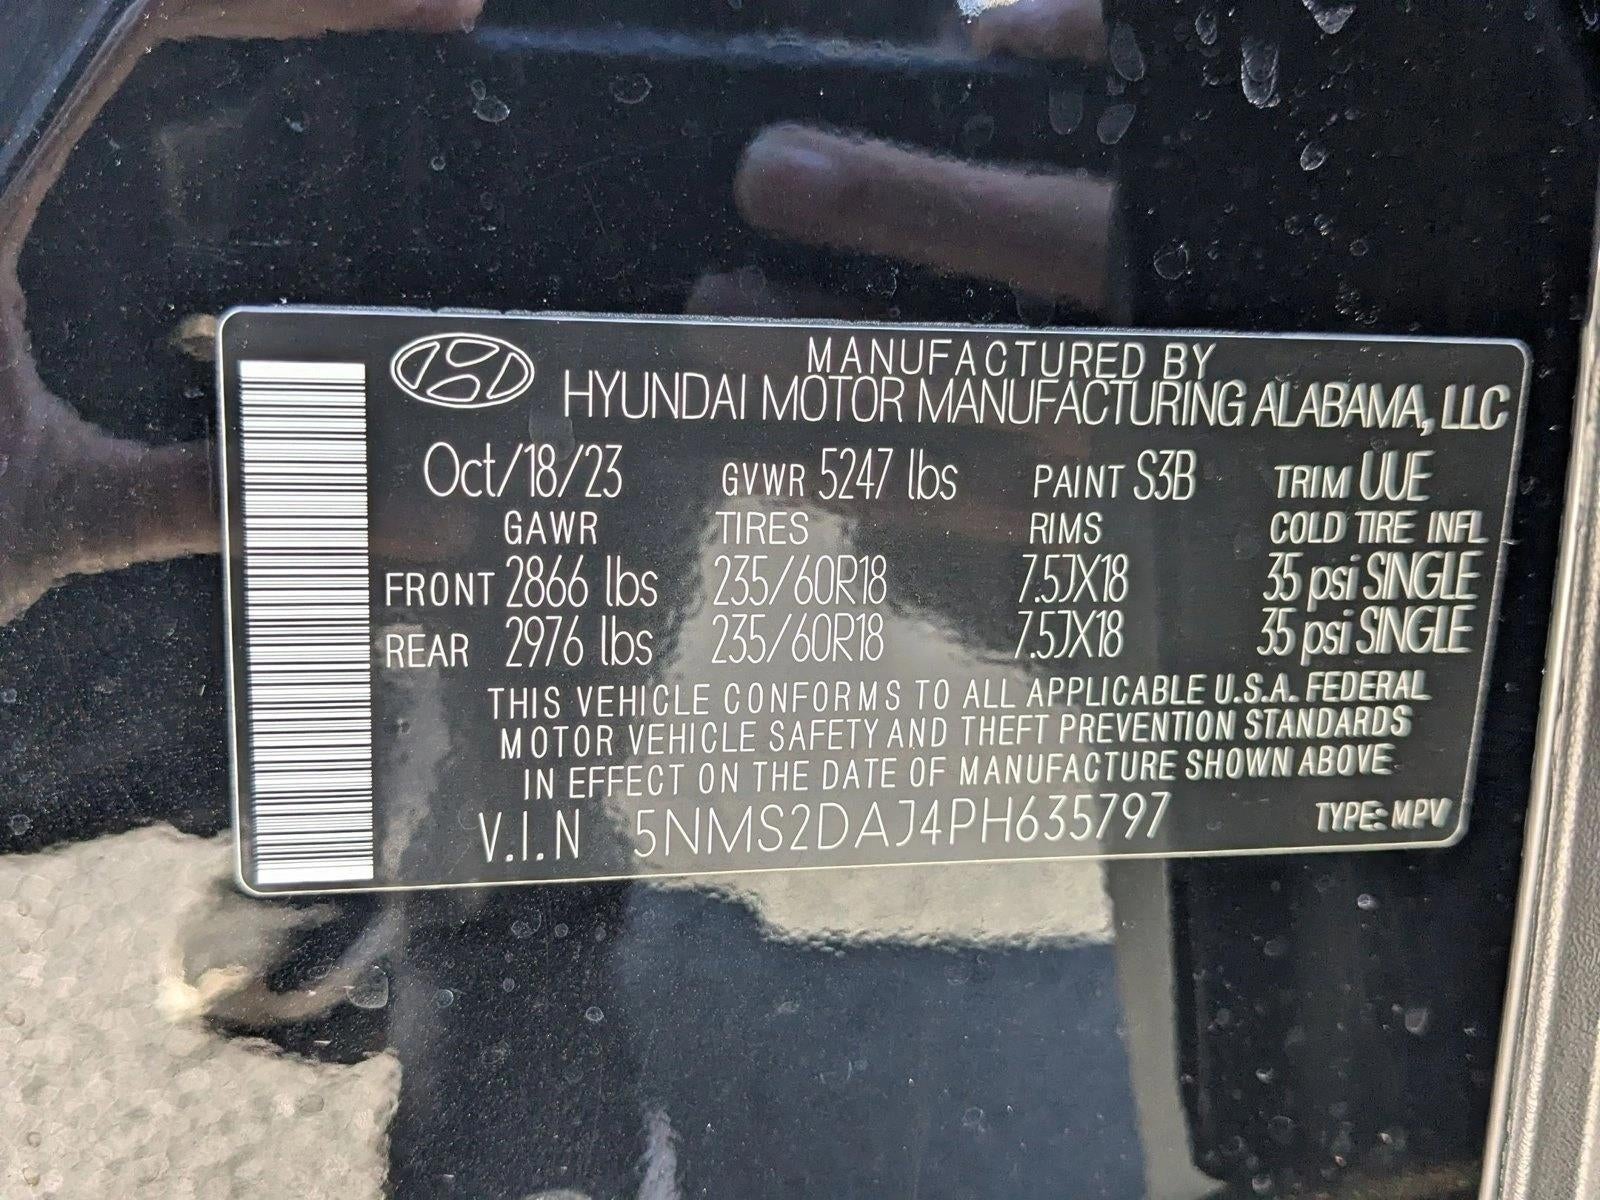 MANUFACTURED BY
HYUNDAI MOTOR MANUFACTURING ALABAMA, LLC
Oct/18/23 GVWR 5247 lbs PAINT S3B TRIM UUE
GAWR TIRES RIMS COLD TIRE INFL
FRONT 2866 lbs 235/60R18 7.5JX18 35 psi SINGLE
REAR 2976 lbs 235/60R18 7.5JX18 35 psi SINGLE
THIS VEHICLE CONFORMS TO ALL APPLICABLE U.S.A. FEDERAL
MOTOR VEHICLE SAFETY AND THEFT PREVENTION STANDARDS
IN EFFECT ON THE DATE OF MANUFACTURE SHOWN ABOVE
V.I.N 5NMS2DAJ4PH635797 TYPE: MPV